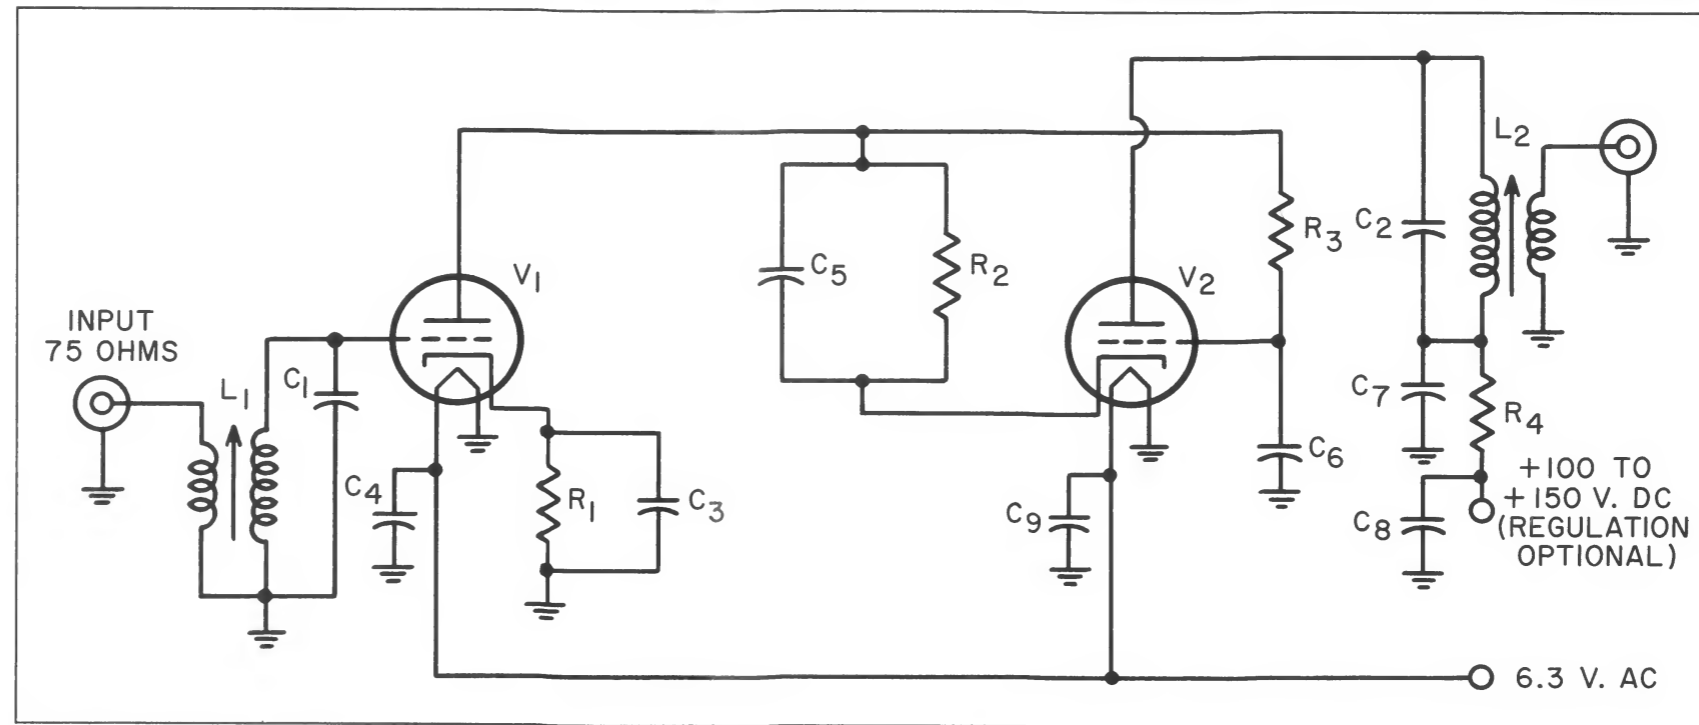 INPUT
75 OHMS
L1
C1
C4
V1
R1
C3
C5
R2
V2
C9
R3
C6
C2
L2
C7
R4
C8
+100 TO
+150 V. DC
(REGULATION
OPTIONAL)
6.3 V. AC